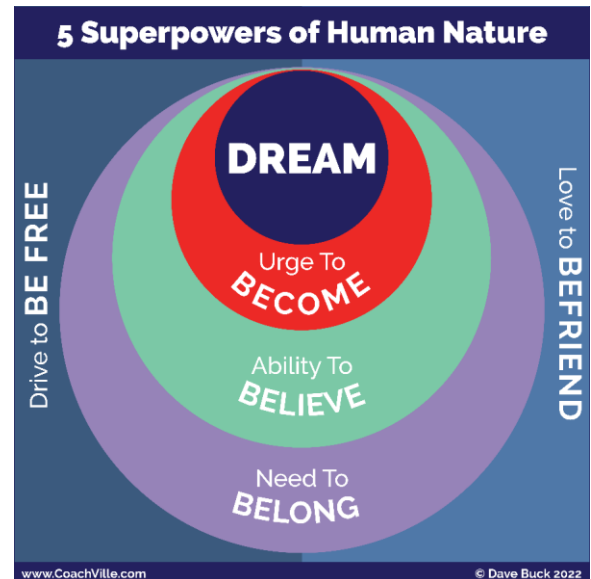 5 Superpowers of Human Nature
Drive to BE FREE
DREAM
Urge To
BECOME
Ability To
BELIEVE
Need To
BELONG
Love to BEFRIEND
www.CoachVille.com
© Dave Buck 2022